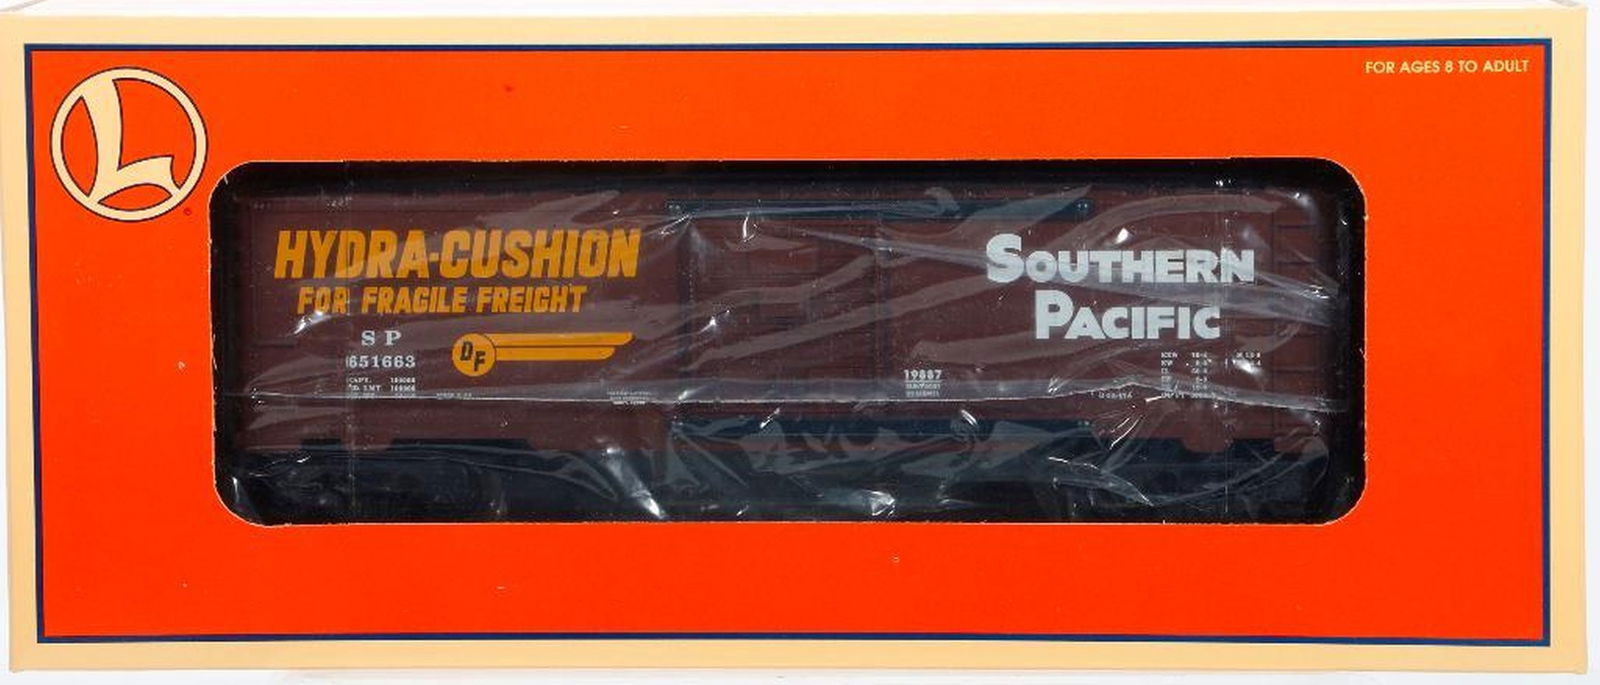 FOR AGES 8 TO ADULT
L
HYDRA-CUSHION
FOR FRAGILE FREIGHT
SP
651663
DF
SOUTHERN
PACIFIC
19887